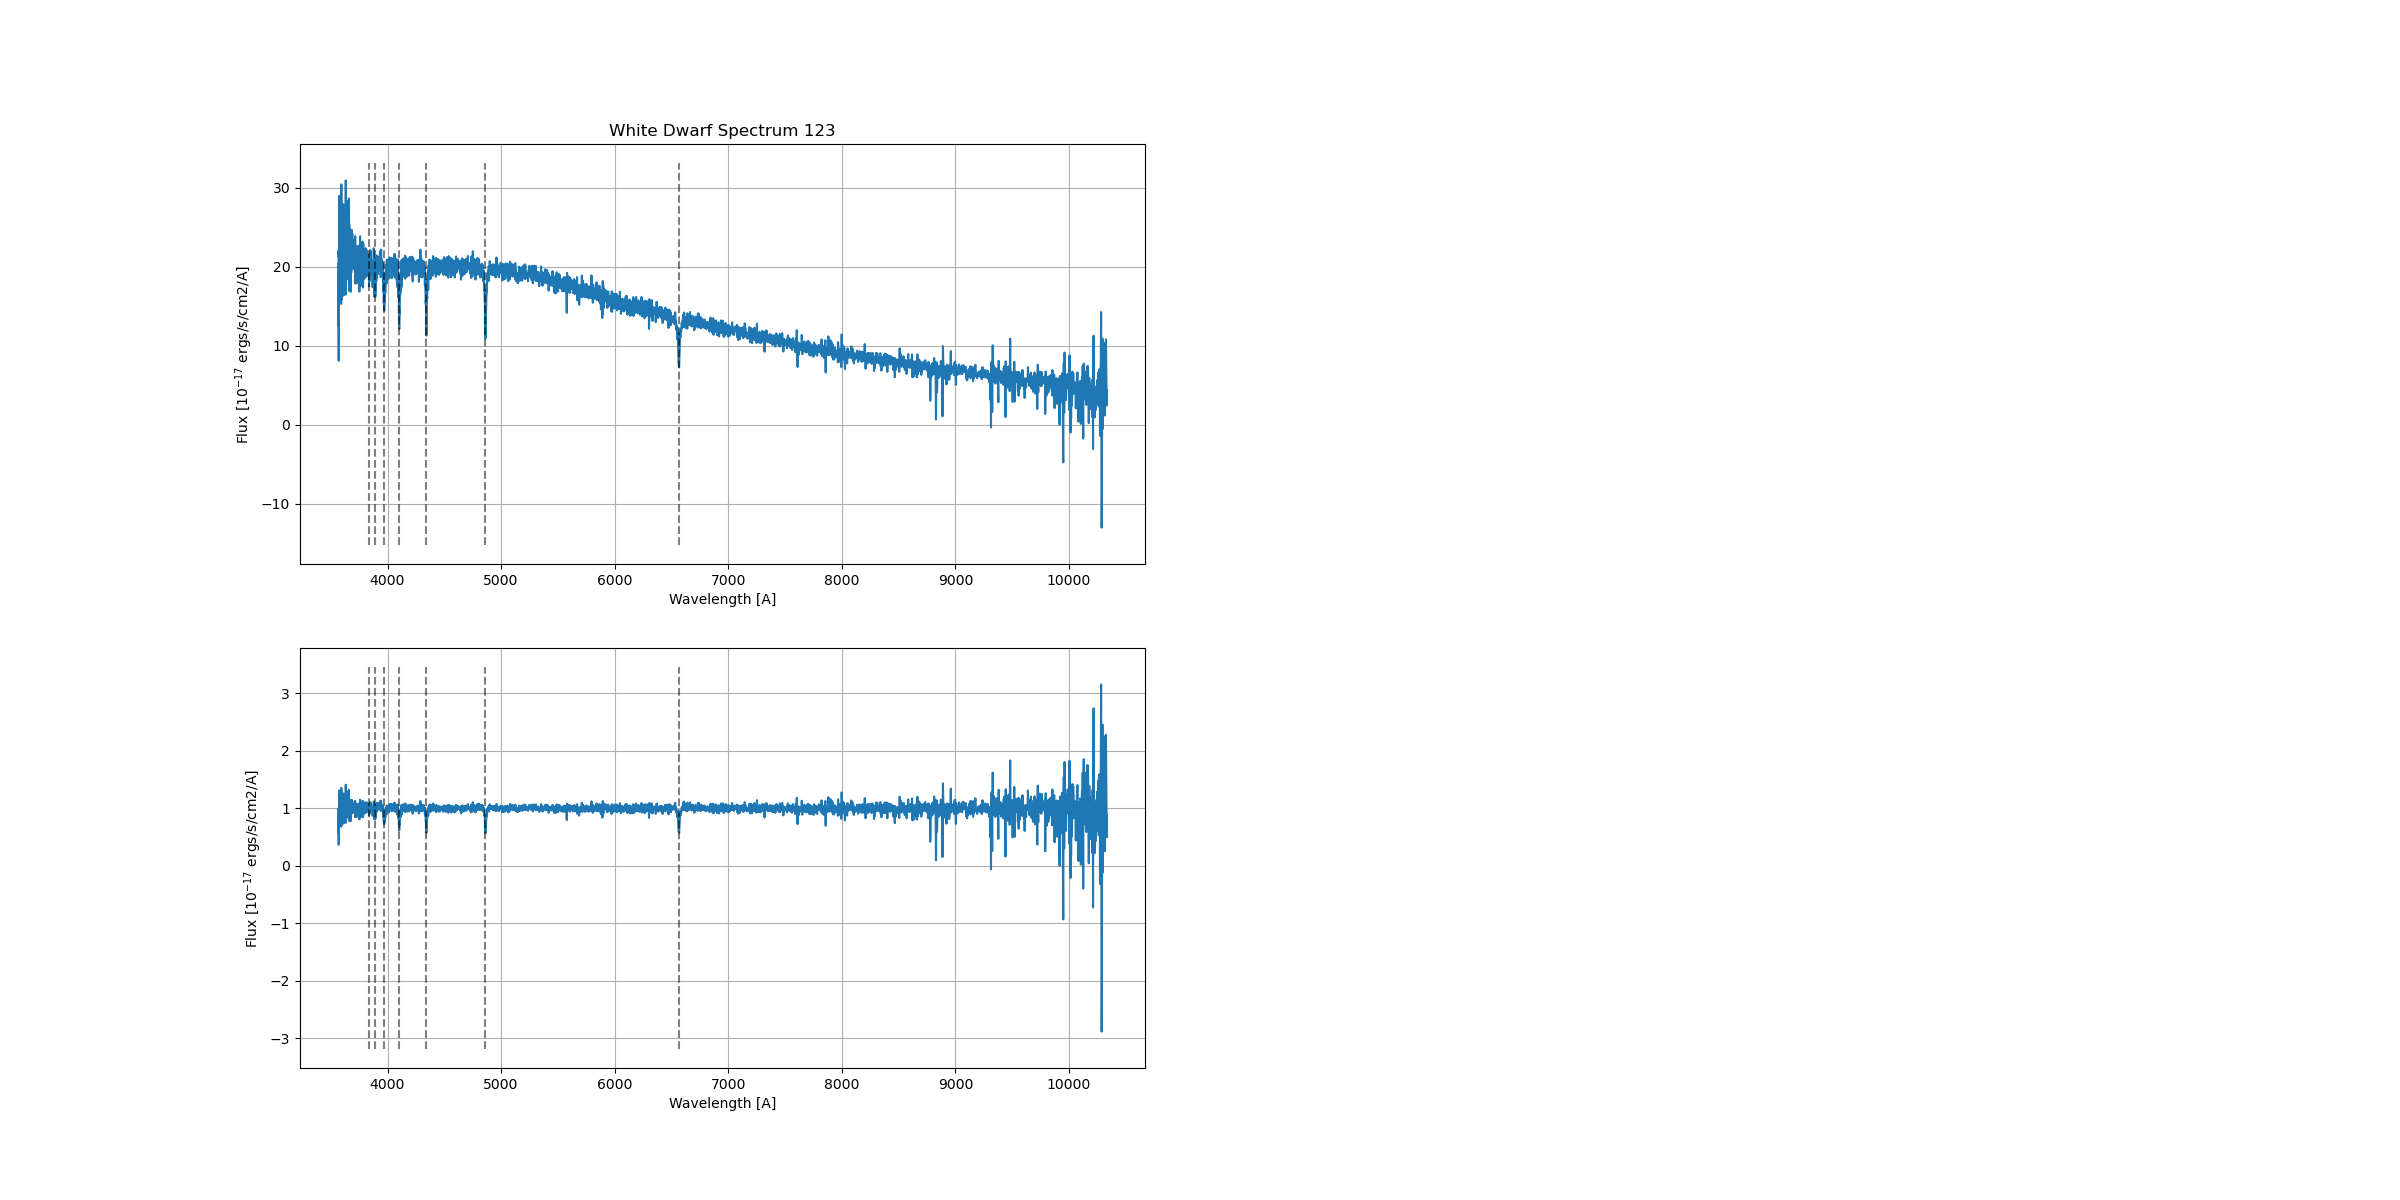 White Dwarf Spectrum 123
30
20
10
0
−10
Flux [10⁻¹⁷ ergs/s/cm2/A]
4000 5000 6000 7000 8000 9000 10000
Wavelength [A]
3
2
1
0
−1
−2
−3
Flux [10⁻¹⁷ ergs/s/cm2/A]
4000 5000 6000 7000 8000 9000 10000
Wavelength [A]